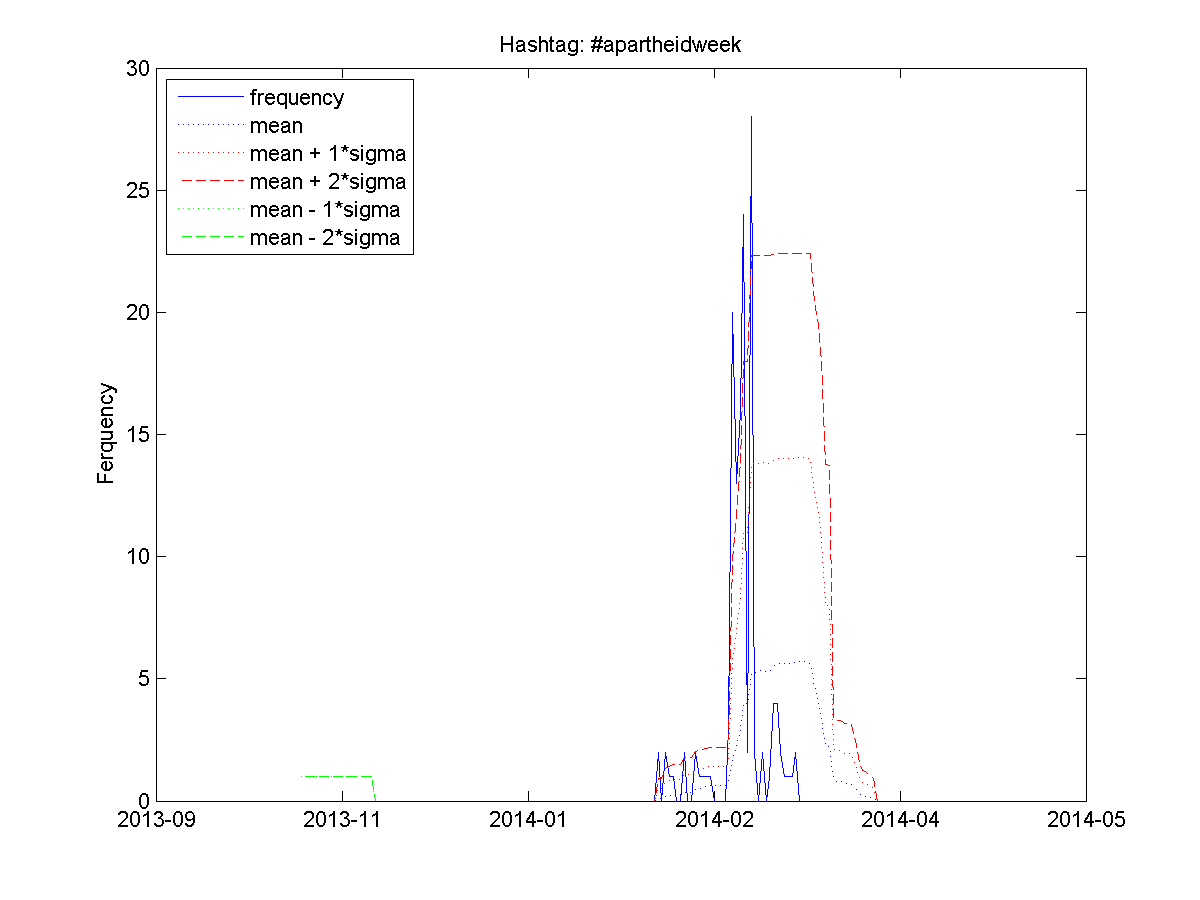 Hashtag: #apartheidweek
30
25
20
15
10
5
0
Ferquency
frequency
mean
mean + 1*sigma
mean + 2*sigma
mean - 1*sigma
mean - 2*sigma
2013-09 2013-11 2014-01 2014-02 2014-04 2014-05